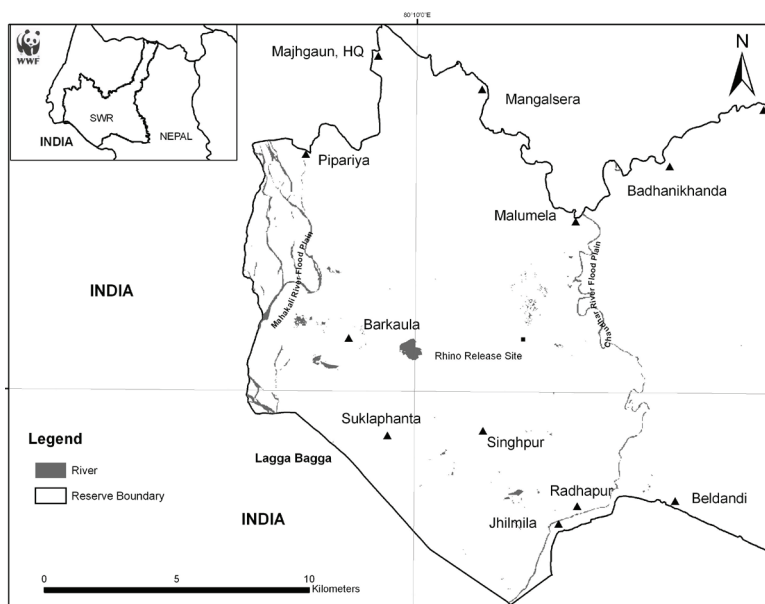 80°10'0"E
WWF
SWR
INDIA
NEPAL
Majhgaun, HQ
N
Mangalsera
Pipariya
Badhanikhanda
Malumela
INDIA
Mahakali River Flood Plain
Chaudhar River Flood Plain
Barkaula
Rhino Release Site
Suklaphanta
Singhpur
Legend
River
Reserve Boundary
Lagga Bagga
INDIA
Radhapur
Beldandi
Jhilmila
0 5 10
Kilometers